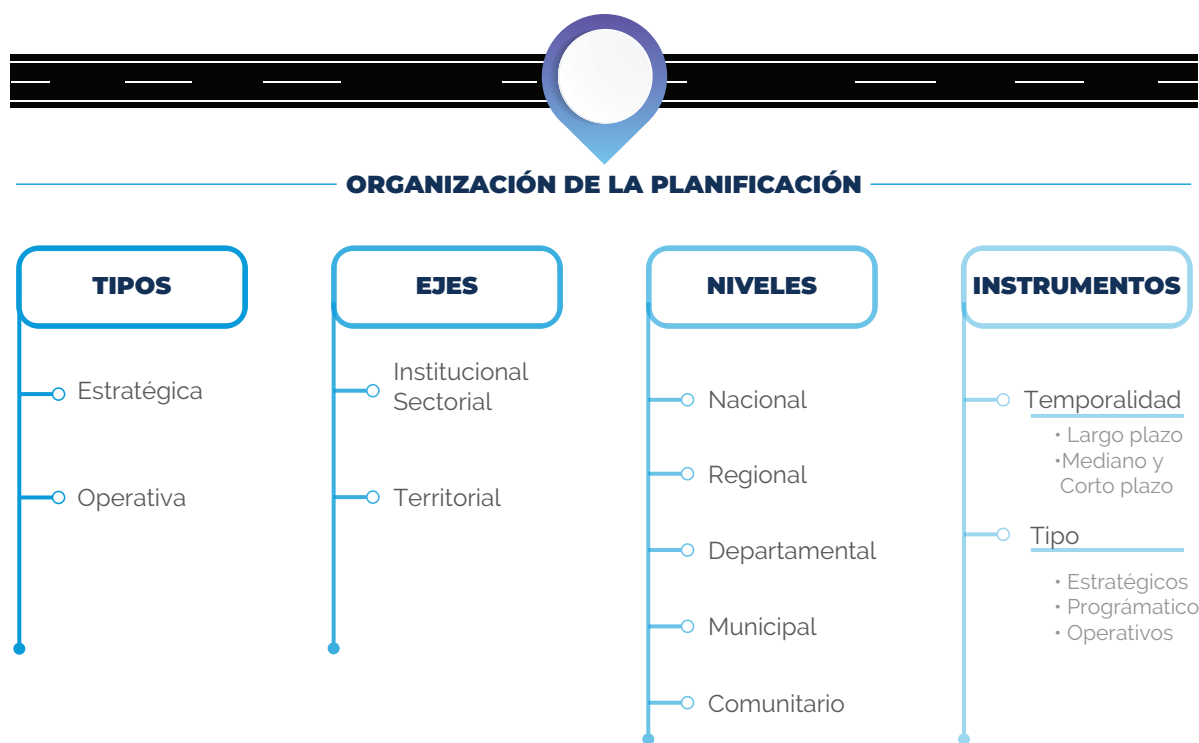 ORGANIZACIÓN DE LA PLANIFICACIÓN
TIPOS
Estratégica
Operativa
EJES
Institucional
Sectorial
Territorial
NIVELES
Nacional
Regional
Departamental
Municipal
Comunitario
INSTRUMENTOS
Temporalidad
• Largo plazo
•Mediano y
Corto plazo
Tipo
• Estratégicos
• Prográmatico
• Operativos